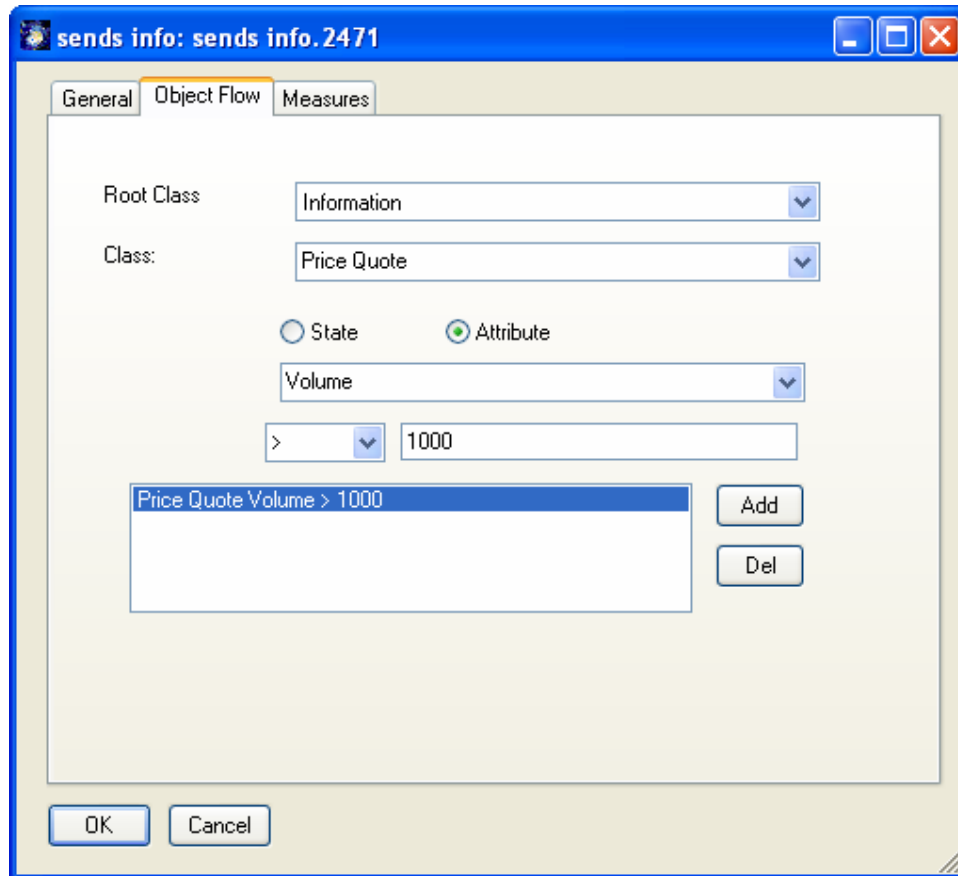 sends info: sends info.2471
General Object Flow Measures
Root Class Information
Class: Price Quote
State Attribute
Volume
> 1000
Price Quote Volume > 1000
Add
Del
OK Cancel